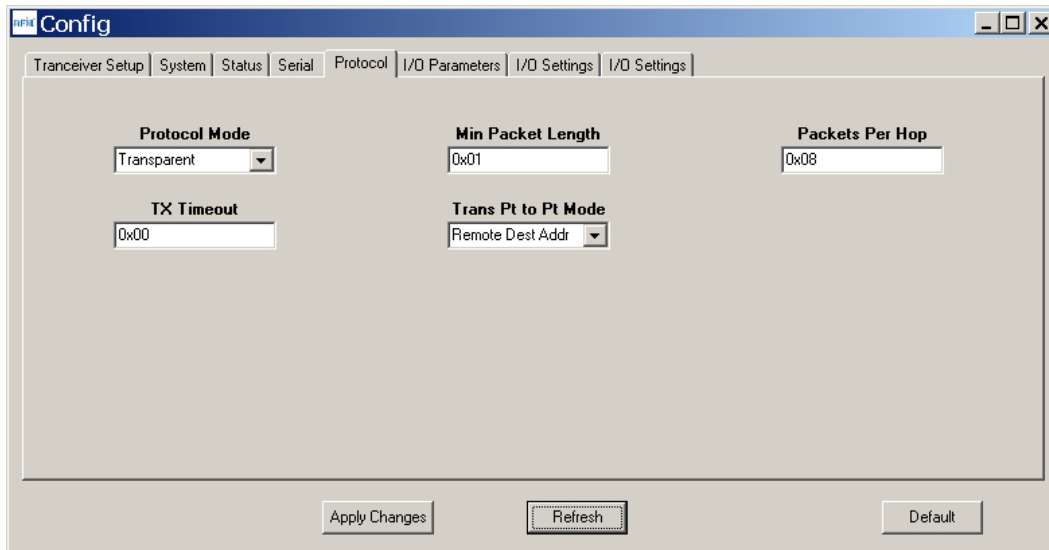 RFM Config
Tranceiver Setup System Status Serial Protocol I/O Parameters I/O Settings I/O Settings
Protocol Mode Min Packet Length Packets Per Hop
Transparent 0x01 0x08
TX Timeout Trans Pt to Pt Mode
0x00 Remote Dest Addr
Apply Changes Refresh Default